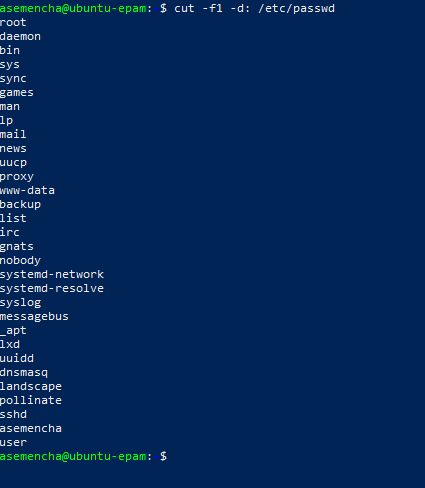 asemencha@ubuntu-epam: $ cut -f1 -d: /etc/passwd
root
daemon
bin
sys
sync
games
man
lp
mail
news
uucp
proxy
www-data
backup
list
irc
gnats
nobody
systemd-network
systemd-resolve
syslog
messagebus
_apt
lxd
uuidd
dnsmasq
landscape
pollinate
sshd
asemencha
user
asemencha@ubuntu-epam: $